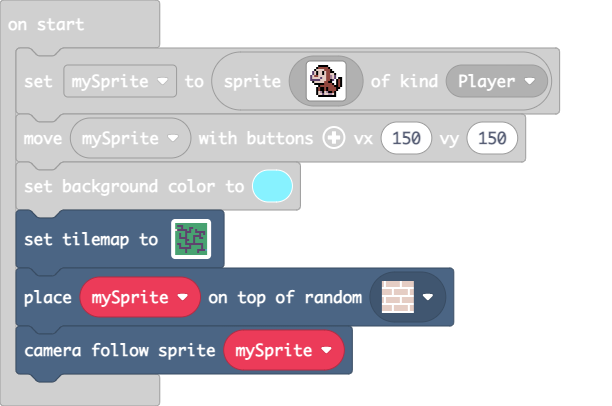 on start
set mySprite to sprite of kind Player
move mySprite with buttons vx 150 vy 150
set background color to
set tilemap to
place mySprite on top of random
camera follow sprite mySprite